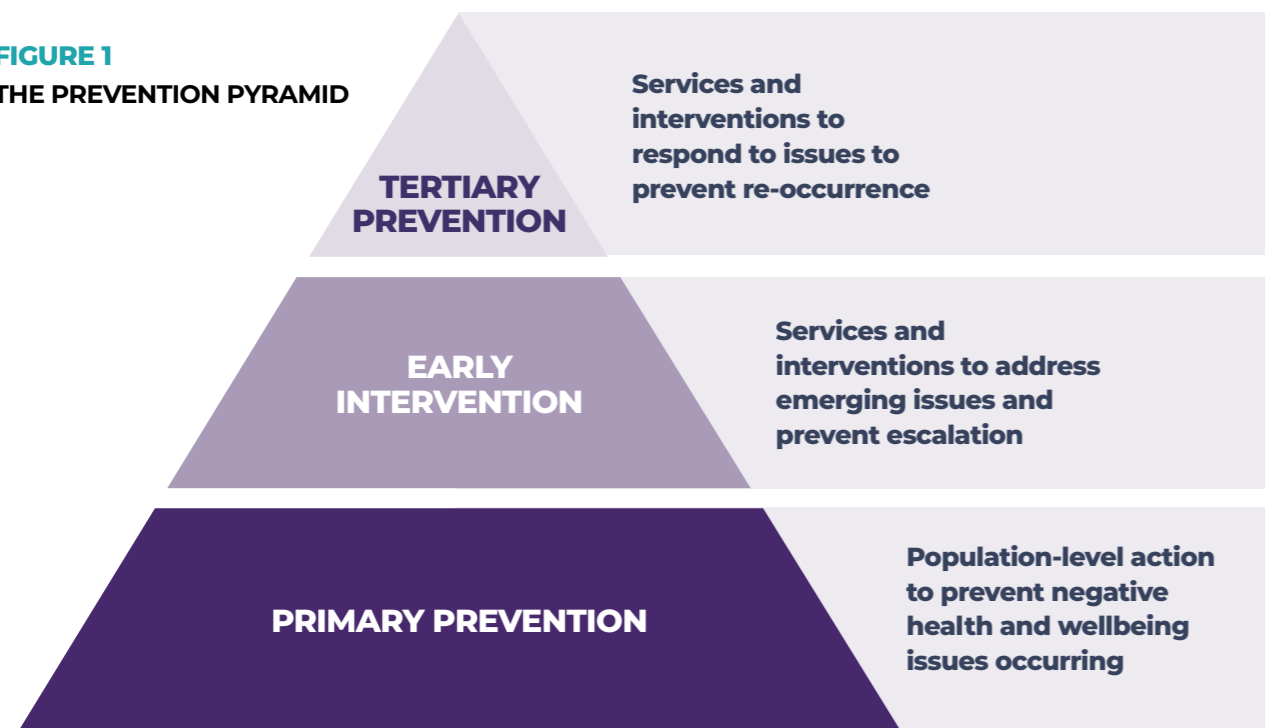 FIGURE 1
THE PREVENTION PYRAMID
TERTIARY
PREVENTION
Services and
interventions to
respond to issues to
prevent re-occurrence
EARLY
INTERVENTION
Services and
interventions to address
emerging issues and
prevent escalation
PRIMARY PREVENTION
Population-level action
to prevent negative
health and wellbeing
issues occurring